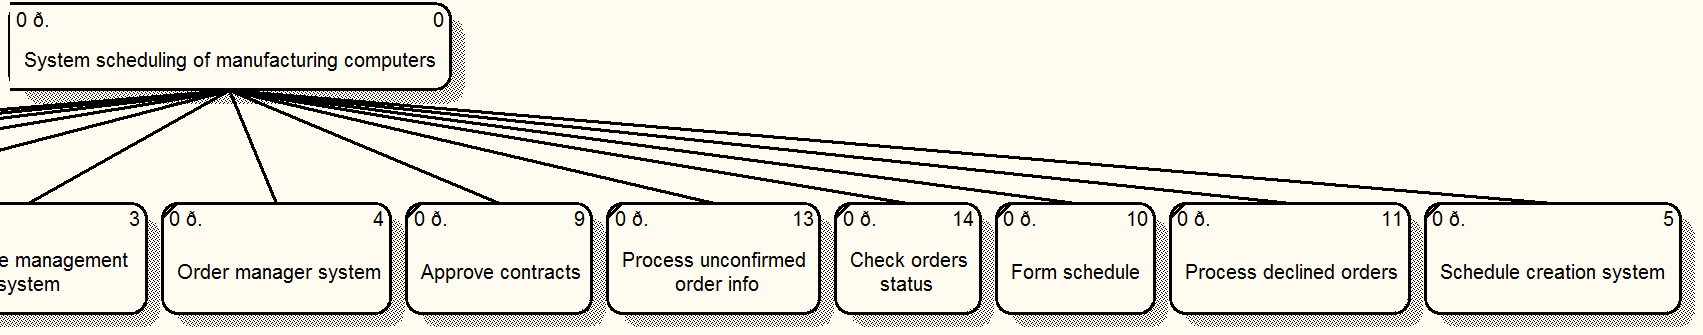 0 ð. 0
System scheduling of manufacturing computers
3
management
system
0 ð. 4
Order manager system
0 ð. 9
Approve contracts
0 ð. 13
Process unconfirmed
order info
0 ð. 14
Check orders
status
0 ð. 10
Form schedule
0 ð. 11
Process declined orders
0 ð. 5
Schedule creation system